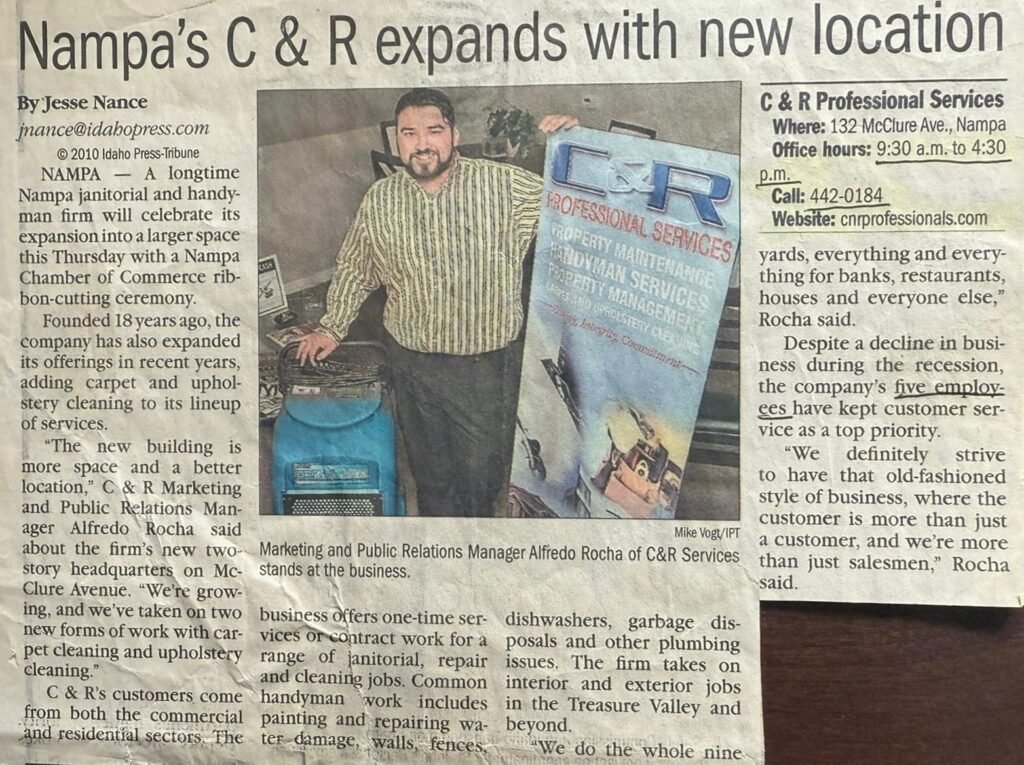 Nampa's C & R expands with new location
By Jesse Nance
jnance@idahopress.com
© 2010 Idaho Press-Tribune
NAMPA — A longtime
Nampa janitorial and handy-
man firm will celebrate its
expansion into a larger space
this Thursday with a Nampa
Chamber of Commerce rib-
bon-cutting ceremony.
Founded 18 years ago, the
company has also expanded
its offerings in recent years,
adding carpet and uphol-
stery cleaning to its lineup
of services.
"The new building is
more space and a better
location," C & R Marketing
and Public Relations Man-
ager Alfredo Rocha said
about the firm's new two-
story headquarters on Mc-
Clure Avenue. "We're grow-
ing, and we've taken on two
new forms of work with car-
pet cleaning and upholstery
cleaning."
C & R's customers come
from both the commercial
and residential sectors. The
C&R
PROFESSIONAL SERVICES
PROPERTY MAINTENANCE
HANDYMAN SERVICES
PROPERTY MANAGEMENT
CARPET AND UPHOLSTERY CLEANING
Integrity, Commitment
Mike Vogt/IPT
Marketing and Public Relations Manager Alfredo Rocha of C&R Services
stands at the business.
business offers one-time ser-
vices or contract work for a
range of janitorial, repair
and cleaning jobs. Common
handyman work includes
painting and repairing wa-
ter damage, walls, fences,
dishwashers, garbage dis-
posals and other plumbing
issues. The firm takes on
interior and exterior jobs
in the Treasure Valley and
beyond.
"We do the whole nine
C & R Professional Services
Where: 132 McClure Ave., Nampa
Office hours: 9:30 a.m. to 4:30
p.m.
Call: 442-0184
Website: cnrprofessionals.com
yards, everything and every-
thing for banks, restaurants,
houses and everyone else,"
Rocha said.
Despite a decline in busi-
ness during the recession,
the company's five employ-
ees have kept customer ser-
vice as a top priority.
"We definitely strive
to have that old-fashioned
style of business, where the
customer is more than just
a customer, and we're more
than just salesmen," Rocha
said.